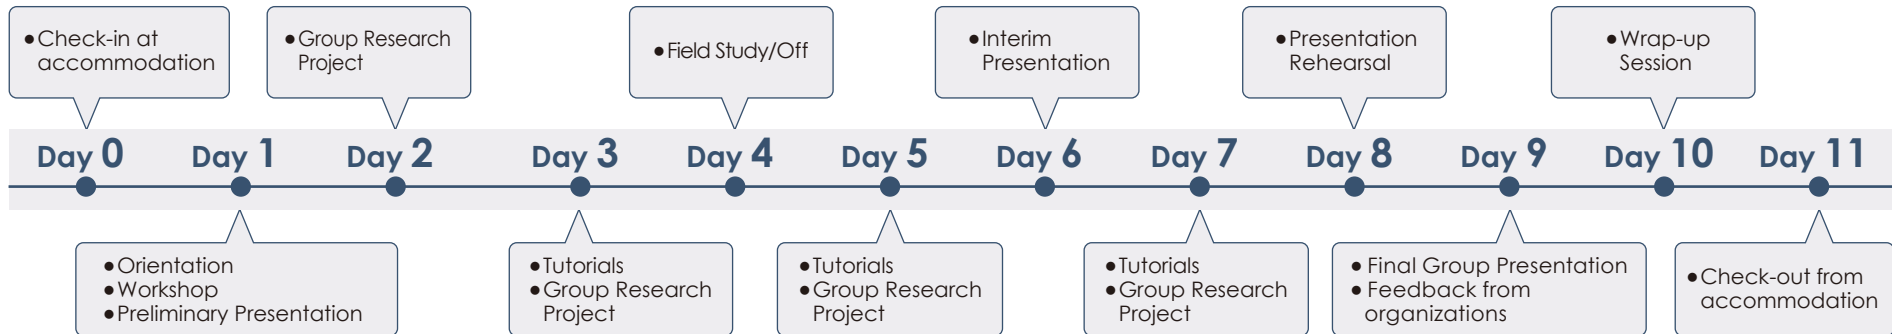 ●Check-in at
accommodation
●Group Research
Project
●Field Study/Off
●Interim
Presentation
●Presentation
Rehearsal
●Wrap-up
Session
Day 0
Day 1
Day 2
Day 3
Day 4
Day 5
Day 6
Day 7
Day 8
Day 9
Day 10
Day 11
●Orientation
●Workshop
●Preliminary Presentation
●Tutorials
●Group Research
Project
●Tutorials
●Group Research
Project
●Tutorials
●Group Research
Project
● Final Group Presentation
● Feedback from
organizations
●Check-out from
accommodation